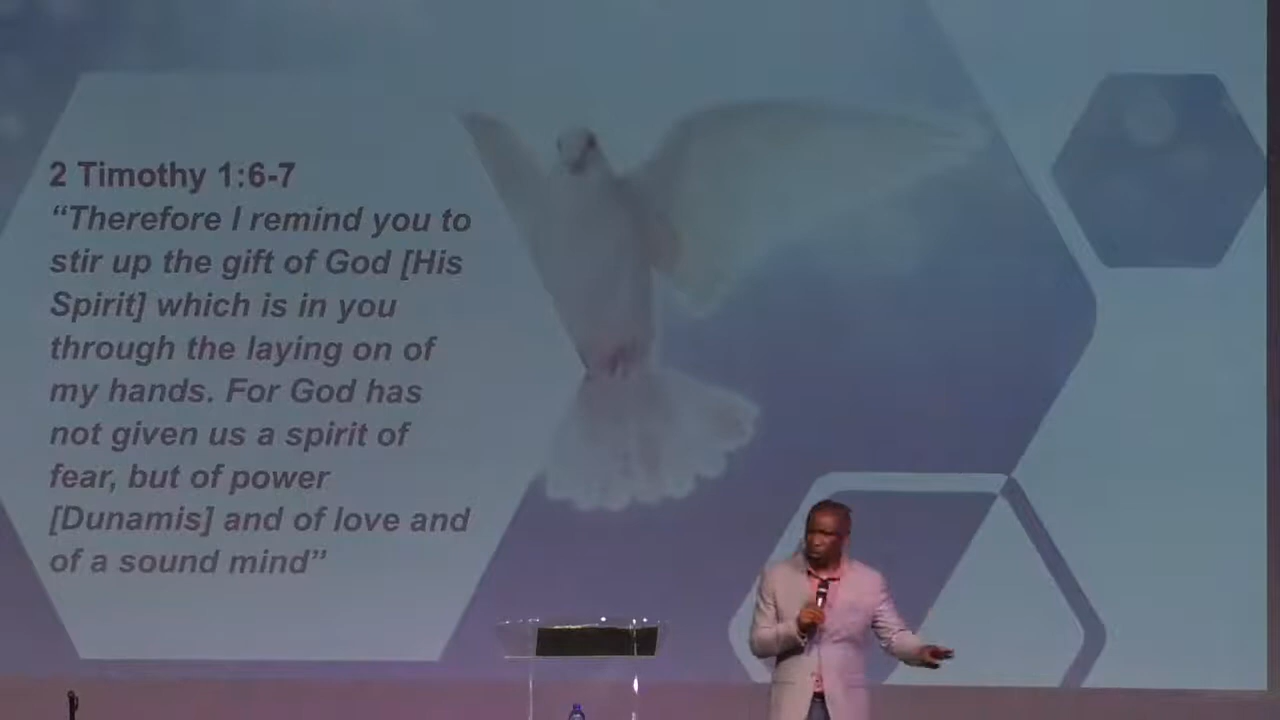 2 Timothy 1:6-7
“Therefore I remind you to
stir up the gift of God [His
Spirit] which is in you
through the laying on of
my hands. For God has
not given us a spirit of
fear, but of power
[Dunamis] and of love and
of a sound mind”